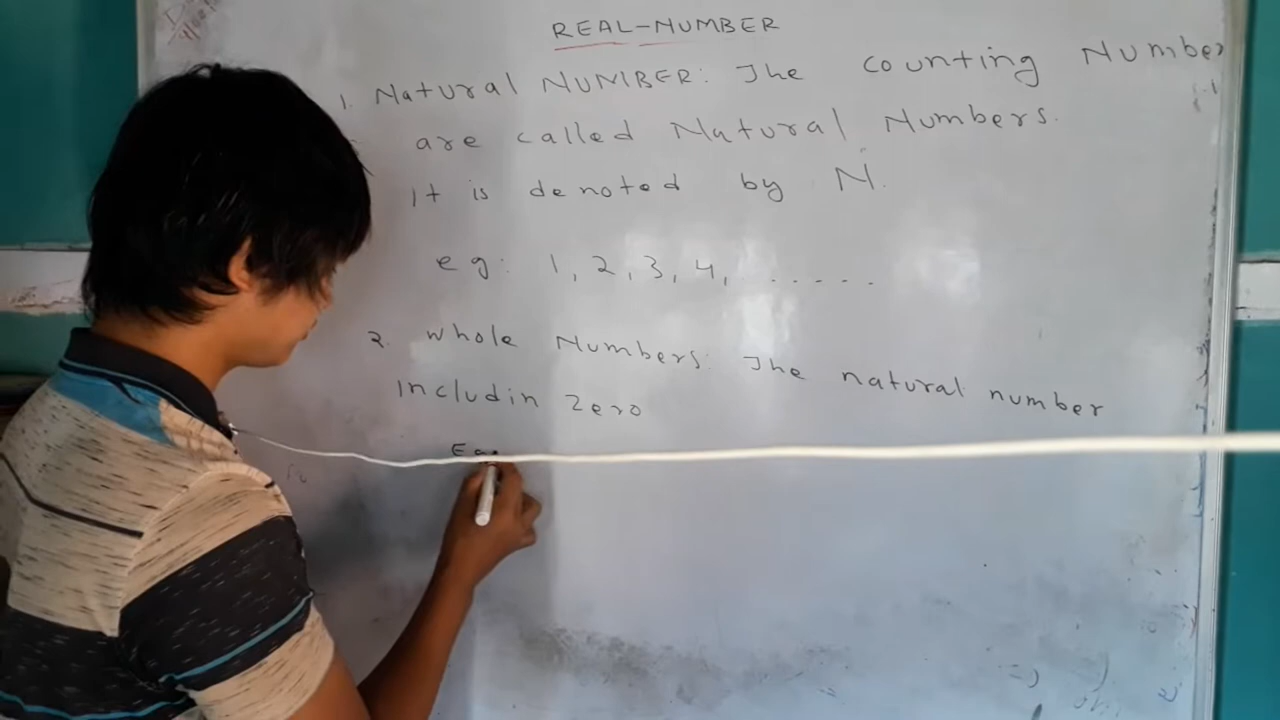 REAL-NUMBER
1. Natural NUMBER: The counting Number
are called Natural Numbers.
It is denoted by N.
eg: 1, 2, 3, 4, . . . . . .
2. Whole Numbers: The natural number
includin Zero